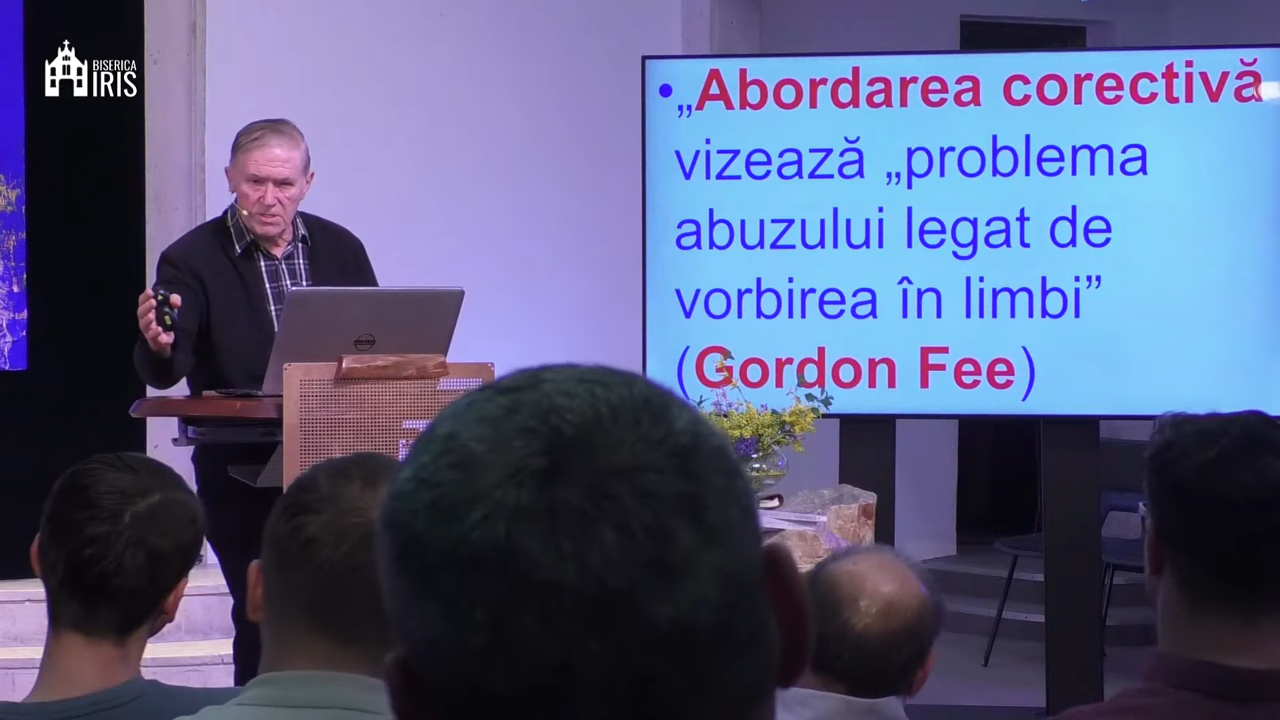 BISERICA
IRIS
•„Abordarea corectivă
vizează „problema
abuzului legat de
vorbirea în limbi”
(Gordon Fee)